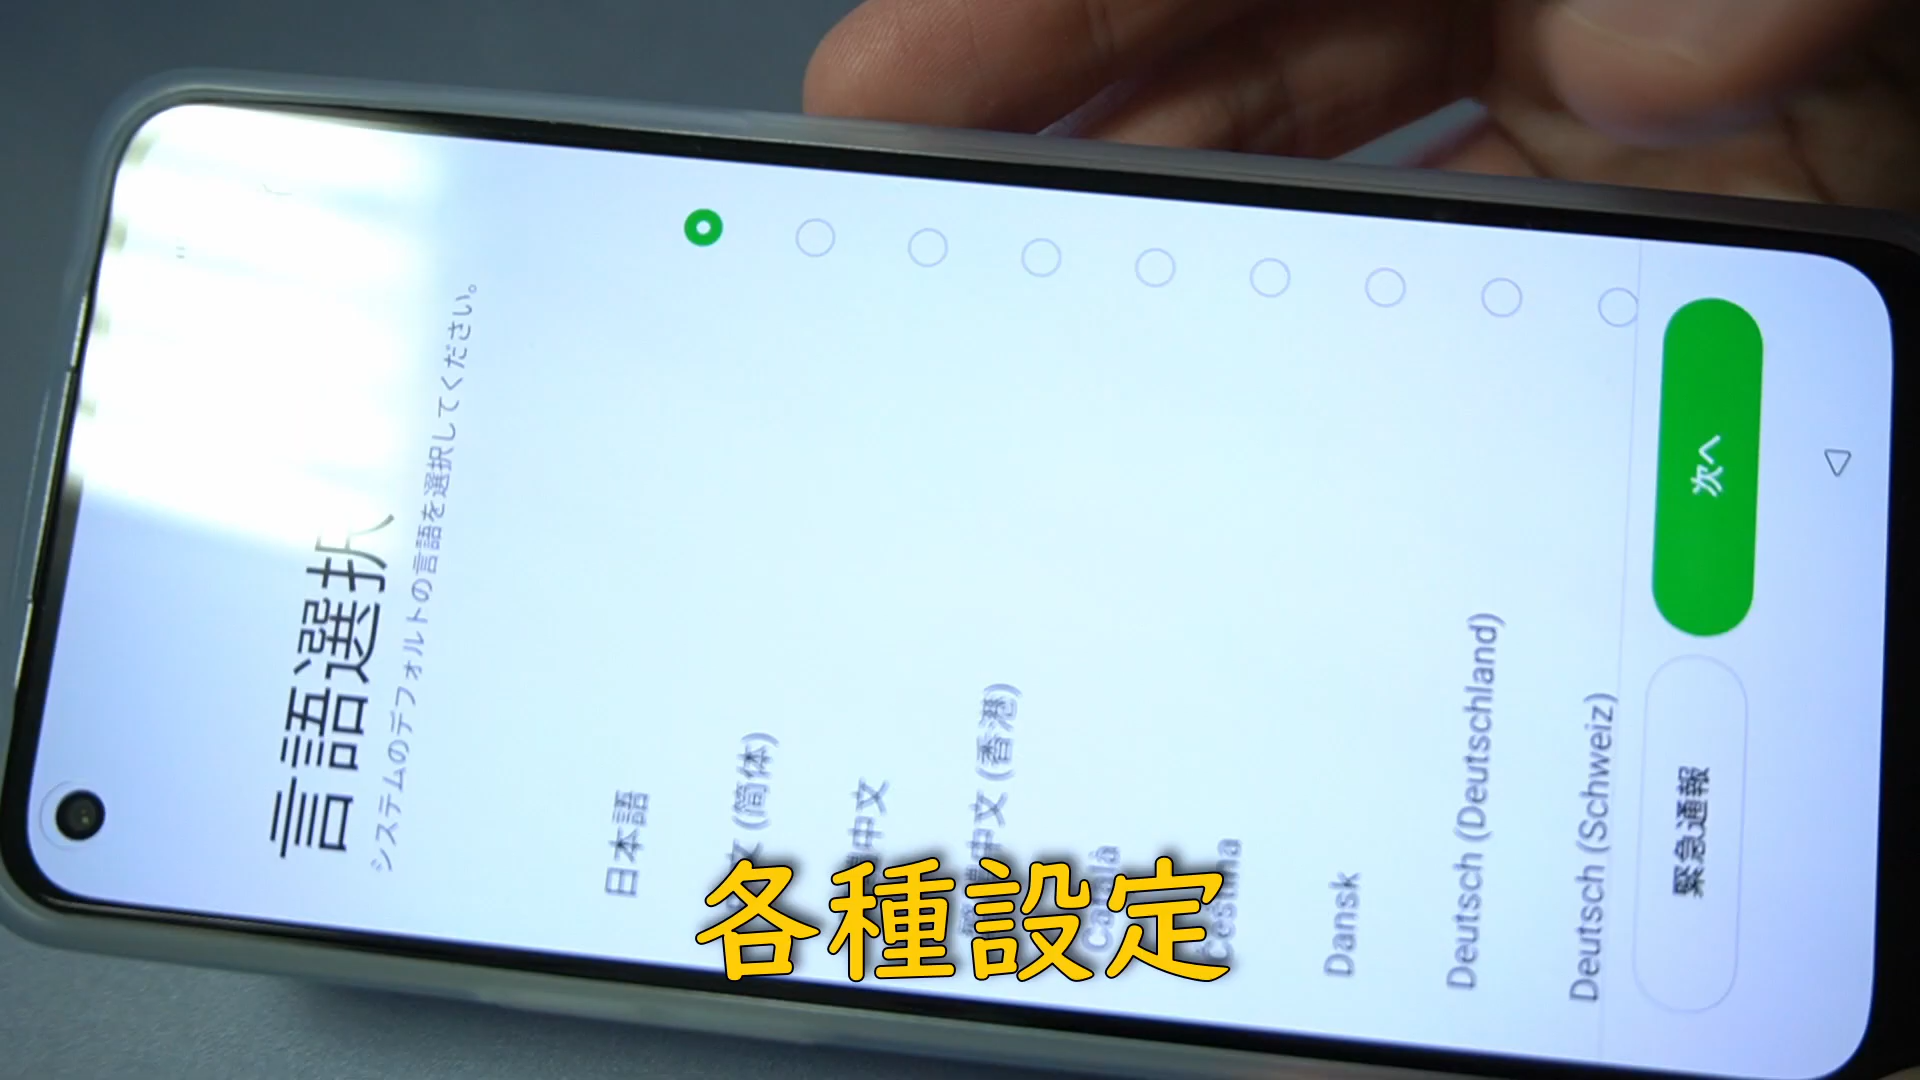 言語選択
システムのデフォルトの言語を選択してください。
日本語
文 (简体)
中文
中文 (香港)
Català
Čeština
Dansk
Deutsch (Deutschland)
Deutsch (Schweiz)
緊急通報
次へ
各種設定